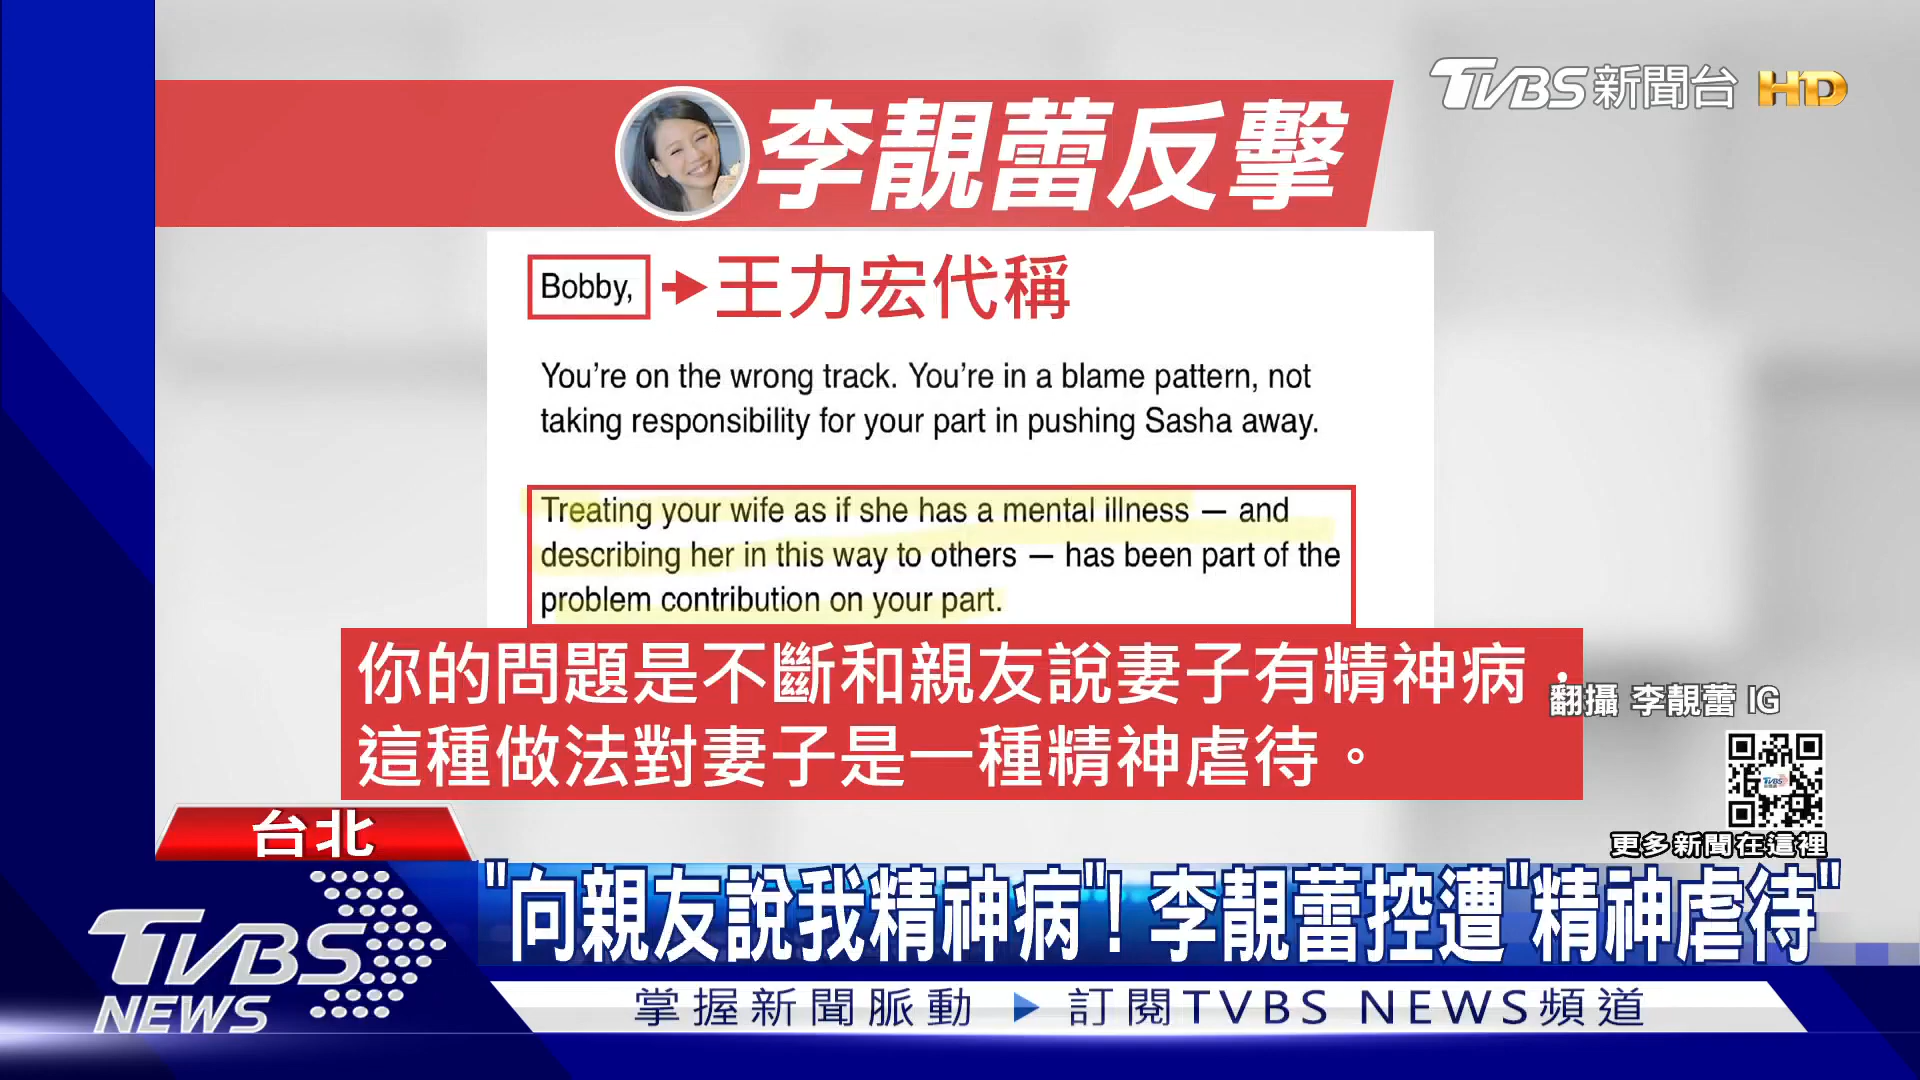 TVBS新聞台 HD
李靚蕾反擊
Bobby, 王力宏代稱
You're on the wrong track. You're in a blame pattern, not
taking responsibility for your part in pushing Sasha away.
Treating your wife as if she has a mental illness — and
describing her in this way to others — has been part of the
problem contribution on your part.
你的問題是不斷和親友說妻子有精神病，
這種做法對妻子是一種精神虐待。
翻攝 李靚蕾 IG
TVBS
更多新聞在這裡
台北
"向親友說我精神病"! 李靚蕾控遭"精神虐待"
TVBS
NEWS
掌握新聞脈動 訂閱TVBS NEWS頻道